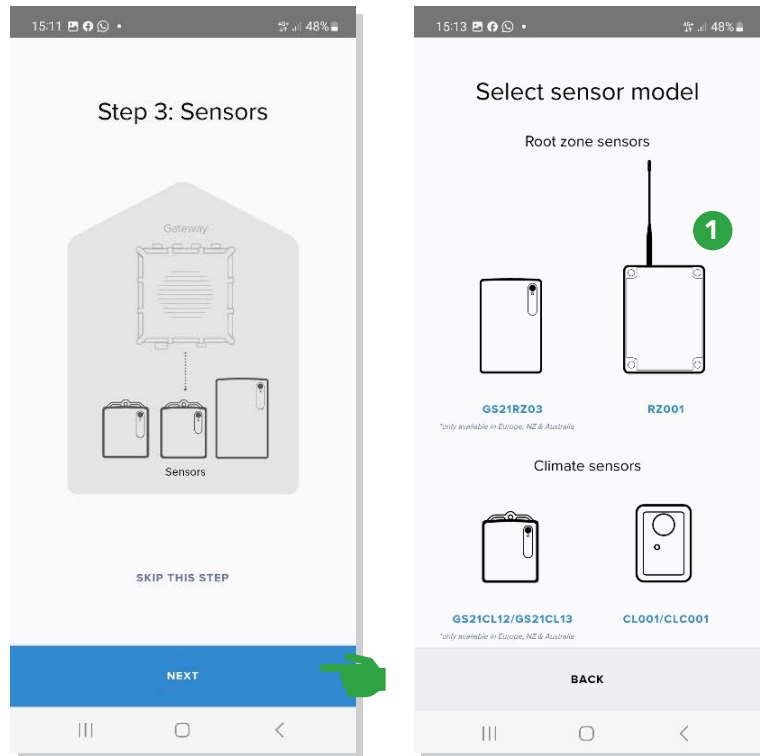 15:11
48%
Step 3: Sensors
Gateway
Sensors
SKIP THIS STEP
NEXT
15:13
4G+
48%
Select sensor model
Root zone sensors
1
GS21RZ03
RZ001
*only available in Europe, NZ & Australia
Climate sensors
GS21CL12/GS21CL13
CL001/CLC001
*only available in Europe, NZ & Australia
BACK